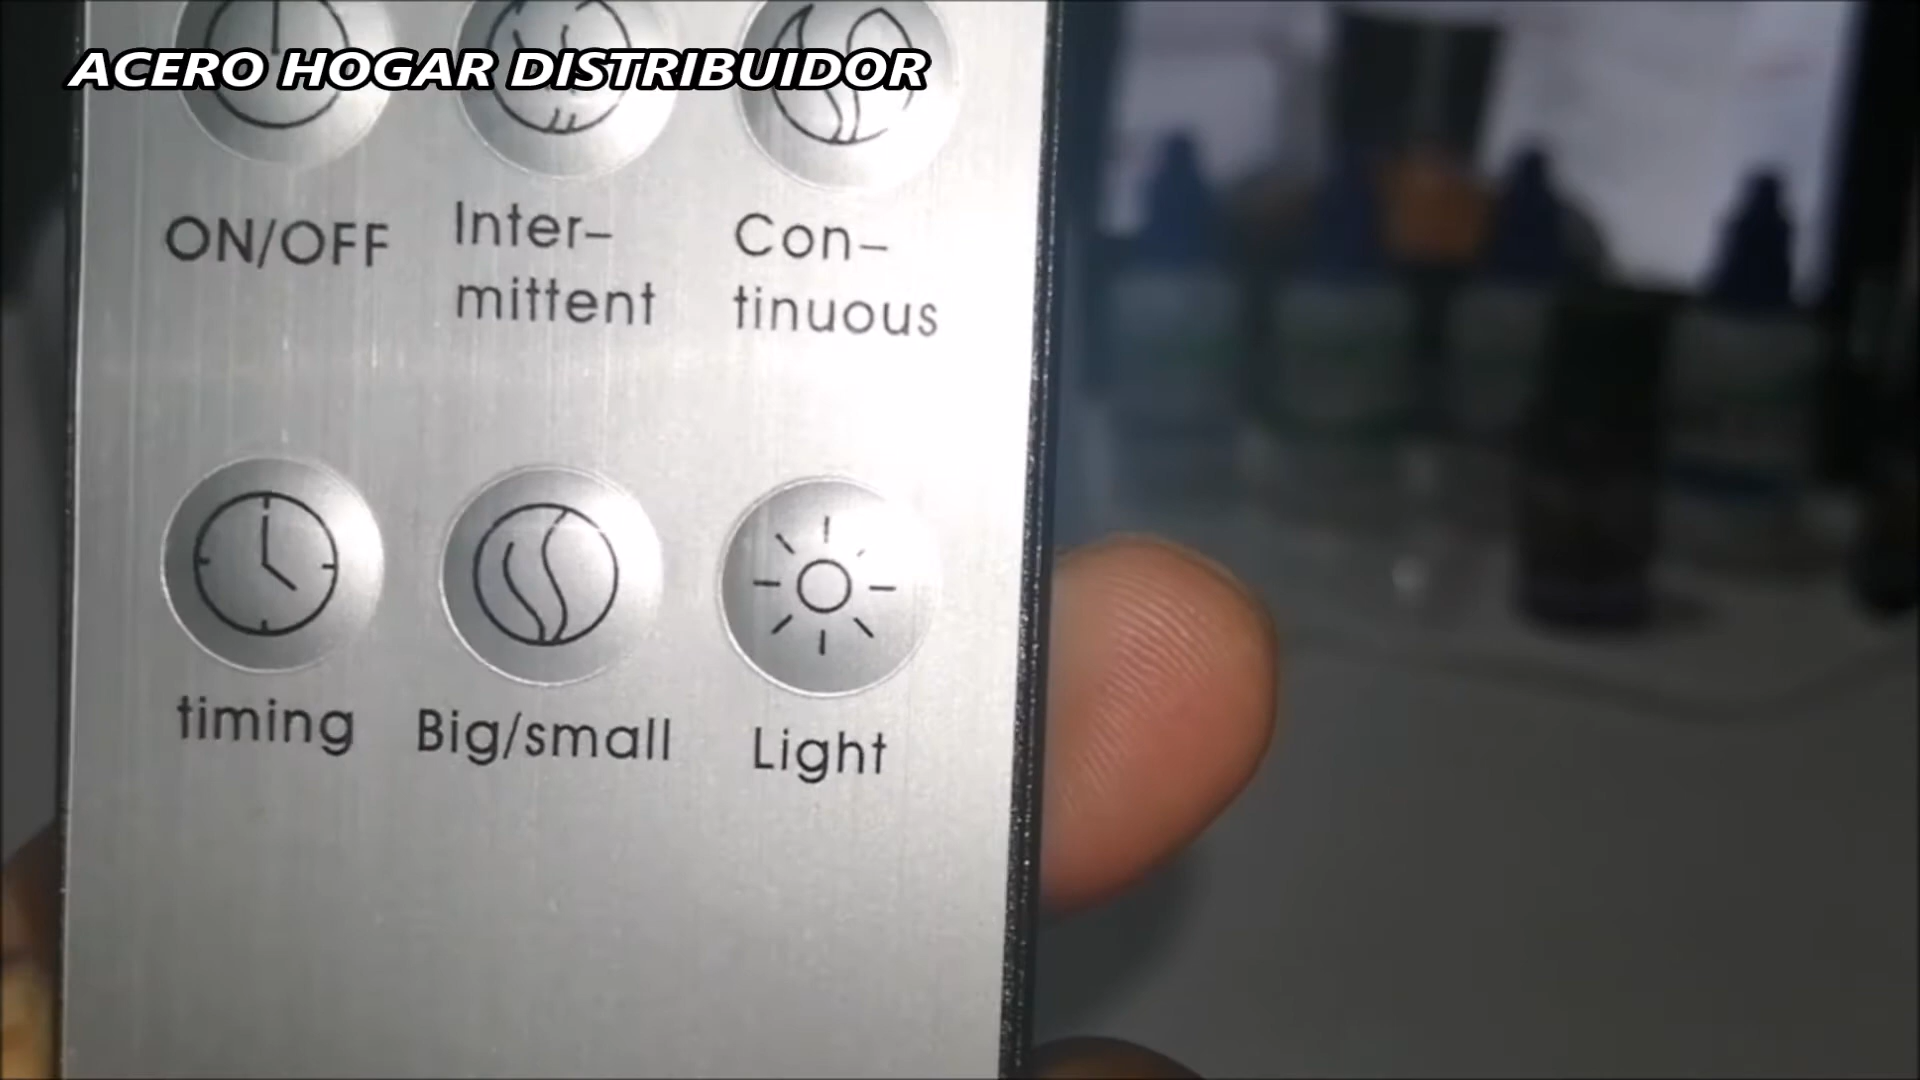 ACERO HOGAR DISTRIBUIDOR
ON/OFF
Inter-
mittent
Con-
tinuous
timing
Big/small
Light